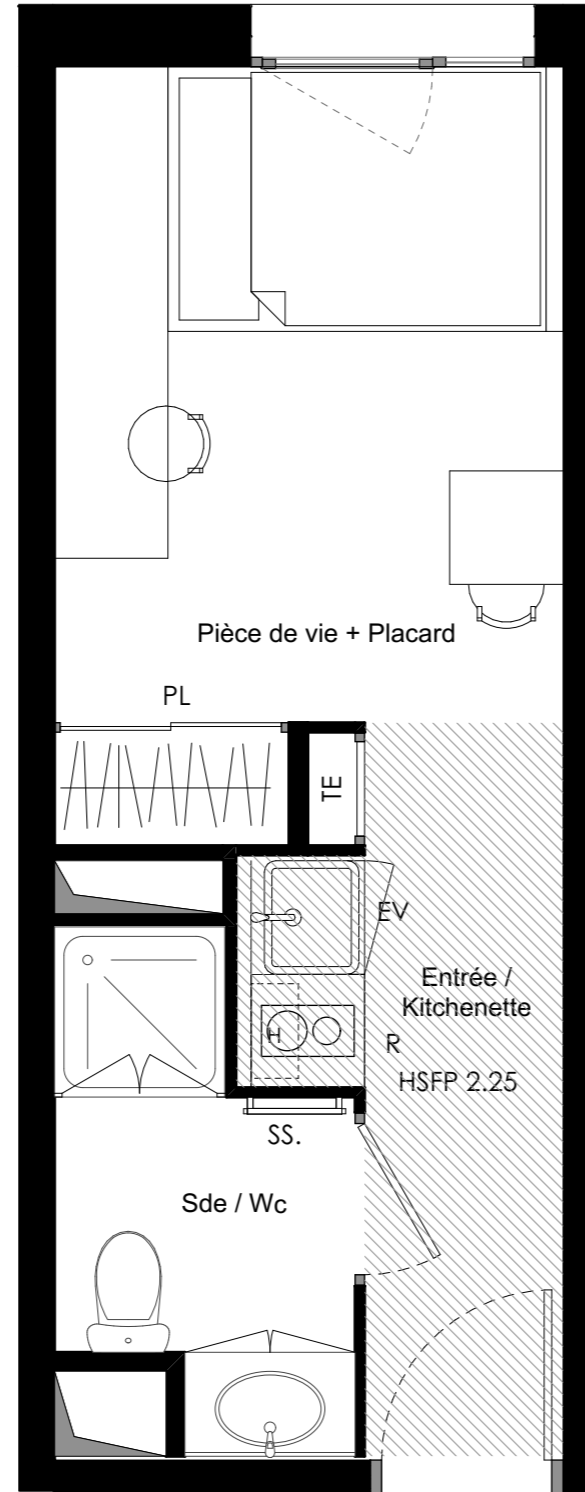 Pièce de vie + Placard
PL
TE
EV
Entrée /
Kitchenette
H
R
HSFP 2.25
SS.
Sde / Wc